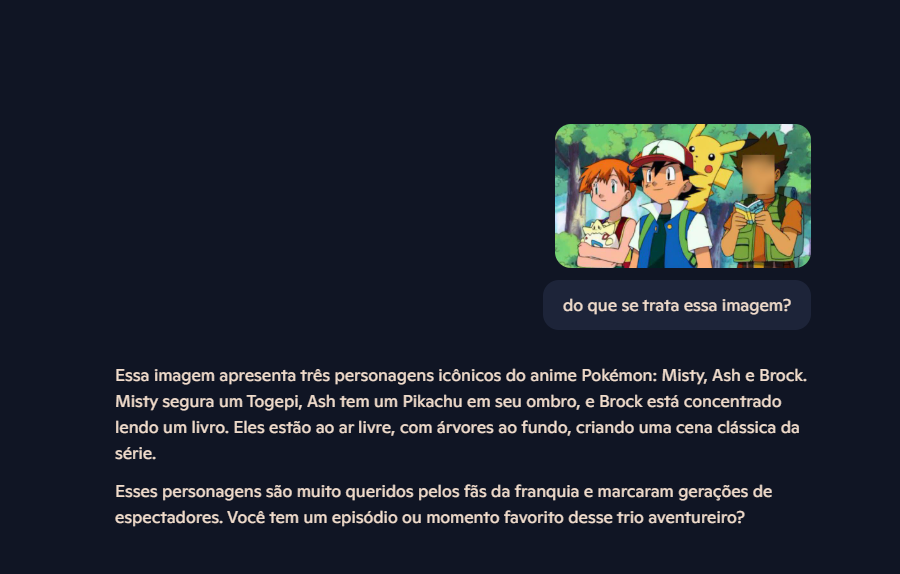 do que se trata essa imagem?
Essa imagem apresenta três personagens icônicos do anime Pokémon: Misty, Ash e Brock.
Misty segura um Togepi, Ash tem um Pikachu em seu ombro, e Brock está concentrado
lendo um livro. Eles estão ao ar livre, com árvores ao fundo, criando uma cena clássica da
série.
Esses personagens são muito queridos pelos fãs da franquia e marcaram gerações de
espectadores. Você tem um episódio ou momento favorito desse trio aventureiro?